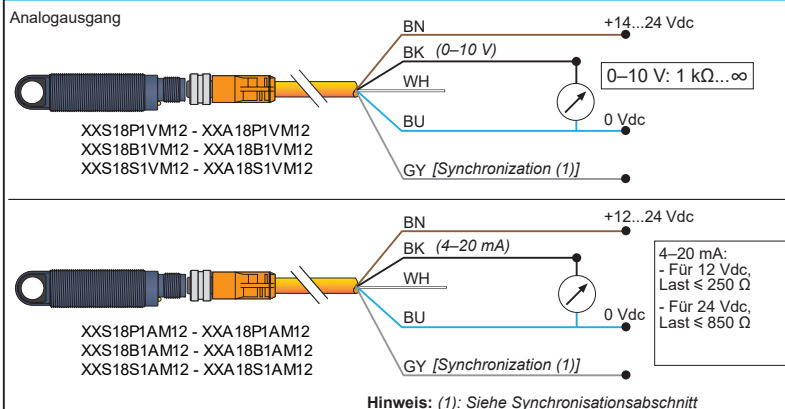 Analogausgang
BN
+14...24 Vdc
BK (0–10 V)
0–10 V: 1 kΩ...∞
WH
BU
0 Vdc
XXS18P1VM12 - XXA18P1VM12
XXS18B1VM12 - XXA18B1VM12
XXS18S1VM12 - XXA18S1VM12
GY [Synchronization (1)]
BN
+12...24 Vdc
BK (4–20 mA)
4–20 mA:
- Für 12 Vdc,
Last ⩽ 250 Ω
- Für 24 Vdc,
Last ⩽ 850 Ω
WH
BU
0 Vdc
XXS18P1AM12 - XXA18P1AM12
XXS18B1AM12 - XXA18B1AM12
XXS18S1AM12 - XXA18S1AM12
GY [Synchronization (1)]
Hinweis: (1): Siehe Synchronisationsabschnitt